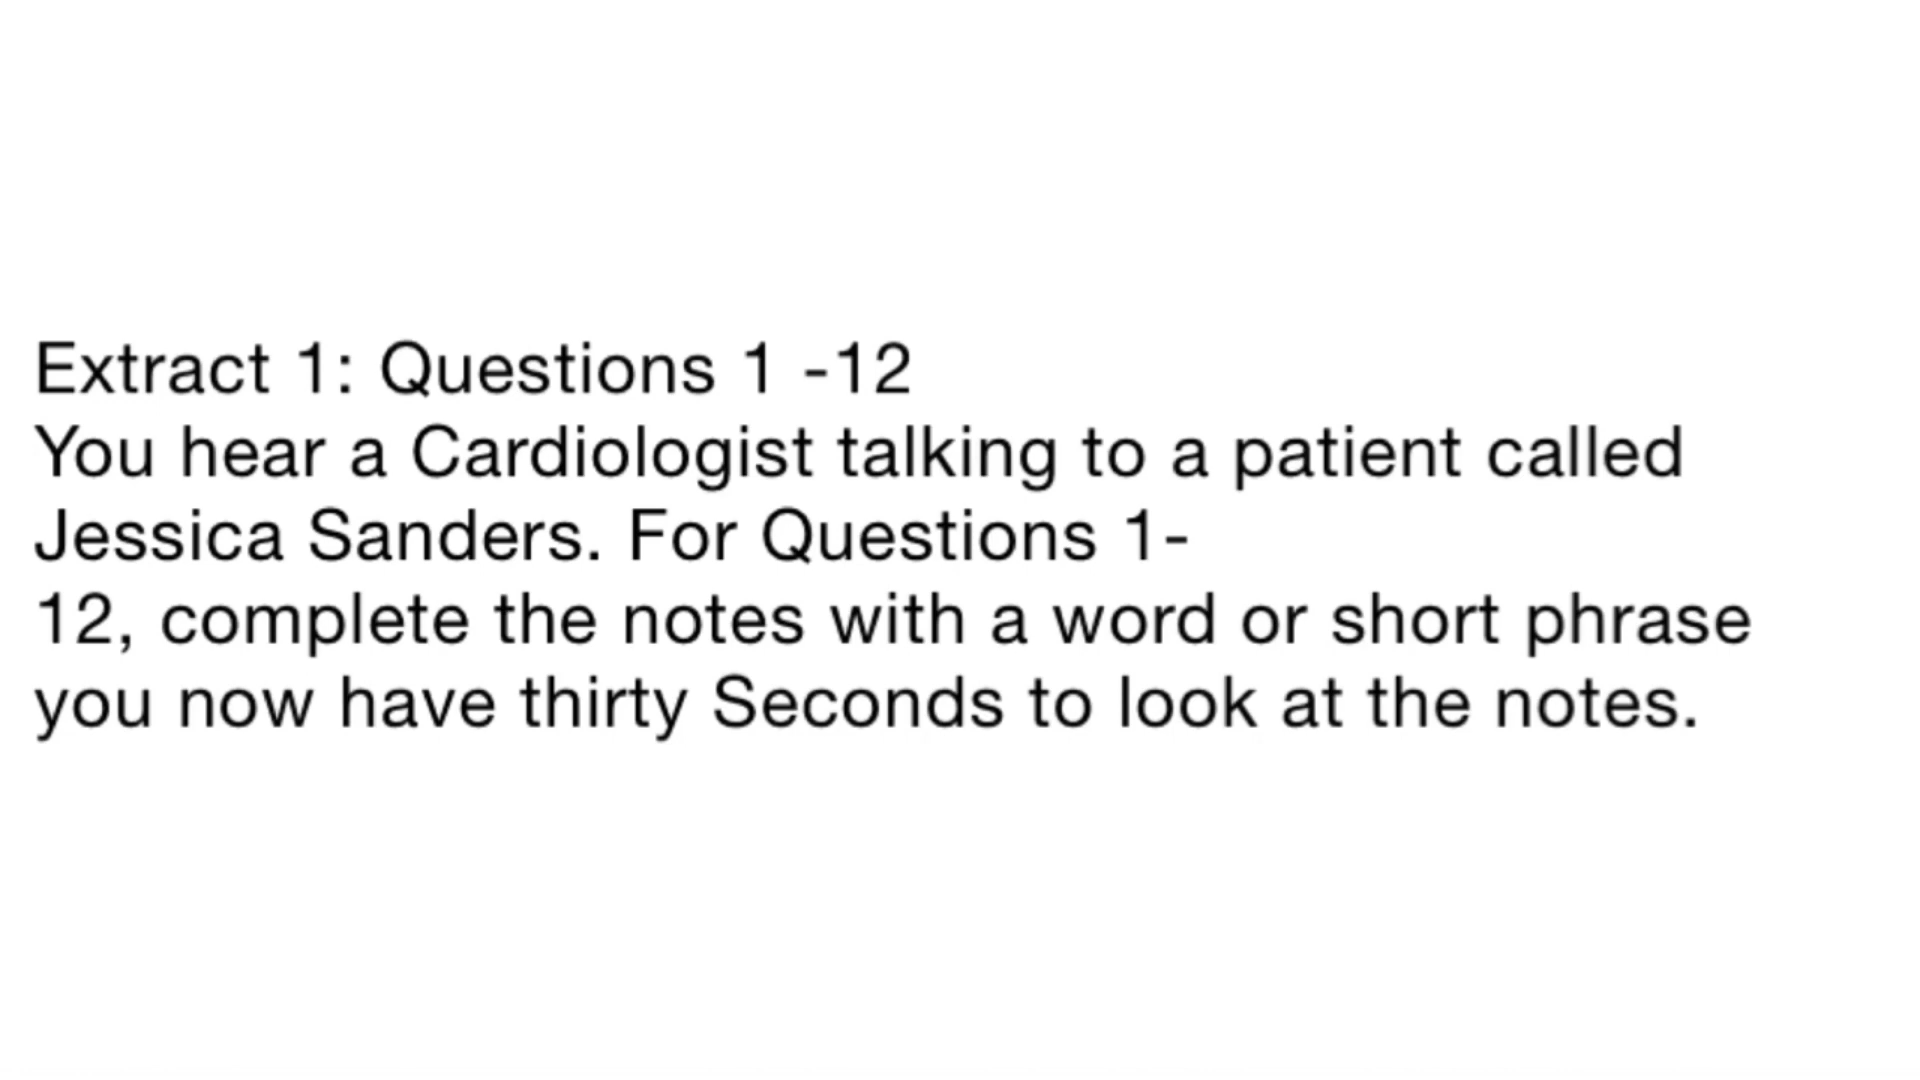 Extract 1: Questions 1 -12
You hear a Cardiologist talking to a patient called
Jessica Sanders. For Questions 1-
12, complete the notes with a word or short phrase
you now have thirty Seconds to look at the notes.